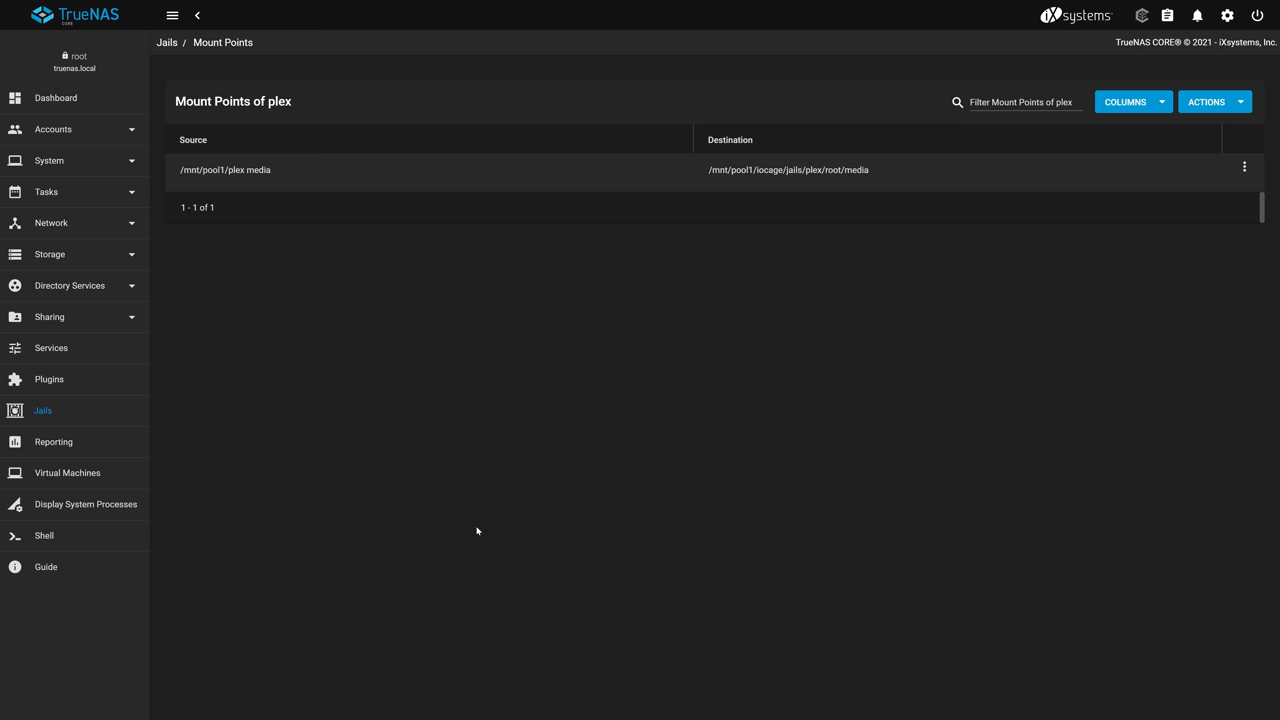 TrueNAS
CORE
iXsystems
root
truenas.local
Jails / Mount Points
TrueNAS CORE® © 2021 - iXsystems, Inc.
Dashboard
Accounts
System
Tasks
Network
Storage
Directory Services
Sharing
Services
Plugins
Jails
Reporting
Virtual Machines
Display System Processes
Shell
Guide
Mount Points of plex
Filter Mount Points of plex
COLUMNS
ACTIONS
Source Destination
/mnt/pool1/plex media /mnt/pool1/iocage/jails/plex/root/media
1 - 1 of 1